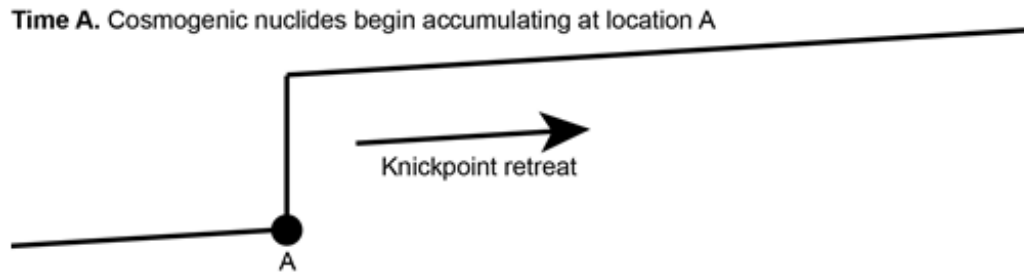 Time A. Cosmogenic nuclides begin accumulating at location A
Knickpoint retreat
A